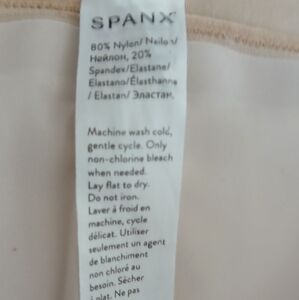 SPANX®
80% Nylon/ Nailon/
Нейлон, 20%
Spandex/Elastane/
Elastano/Élasthanne
/ Elastan/ Эластан,
Machine wash cold,
gentle cycle. Only
non-chlorine bleach
when needed.
Lay flat to dry.
Do not iron.
Laver à froid en
machine, cycle
délicat. Utiliser
seulement un agent
de blanchiment
non chloré au
besoin. Sécher
à plat. Ne pas